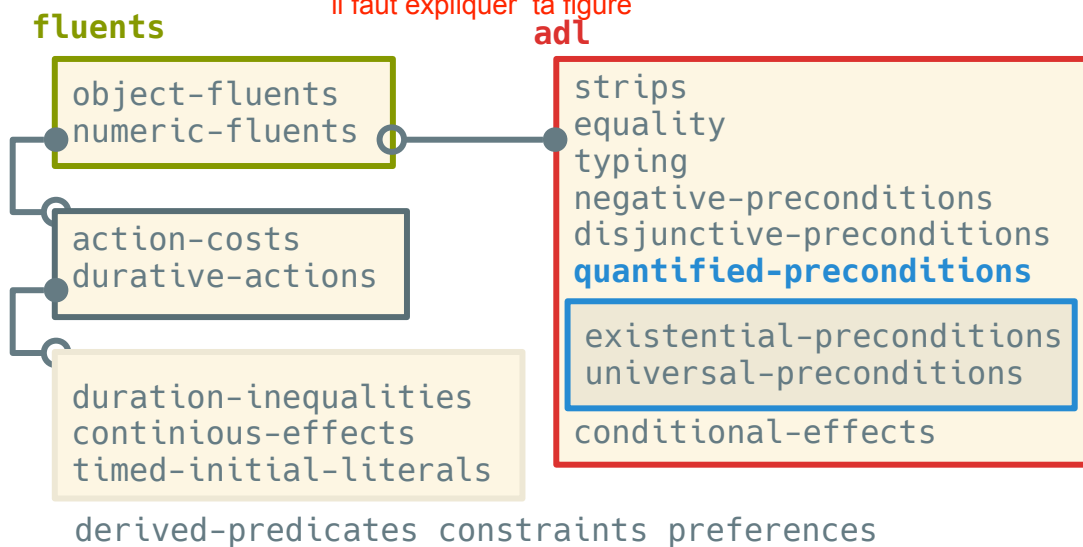 il faut expliquer ta figure
fluents
object-fluents
numeric-fluents
action-costs
durative-actions
duration-inequalities
continious-effects
timed-initial-literals
adl
strips
equality
typing
negative-preconditions
disjunctive-preconditions
quantified-preconditions
existential-preconditions
universal-preconditions
conditional-effects
derived-predicates constraints preferences